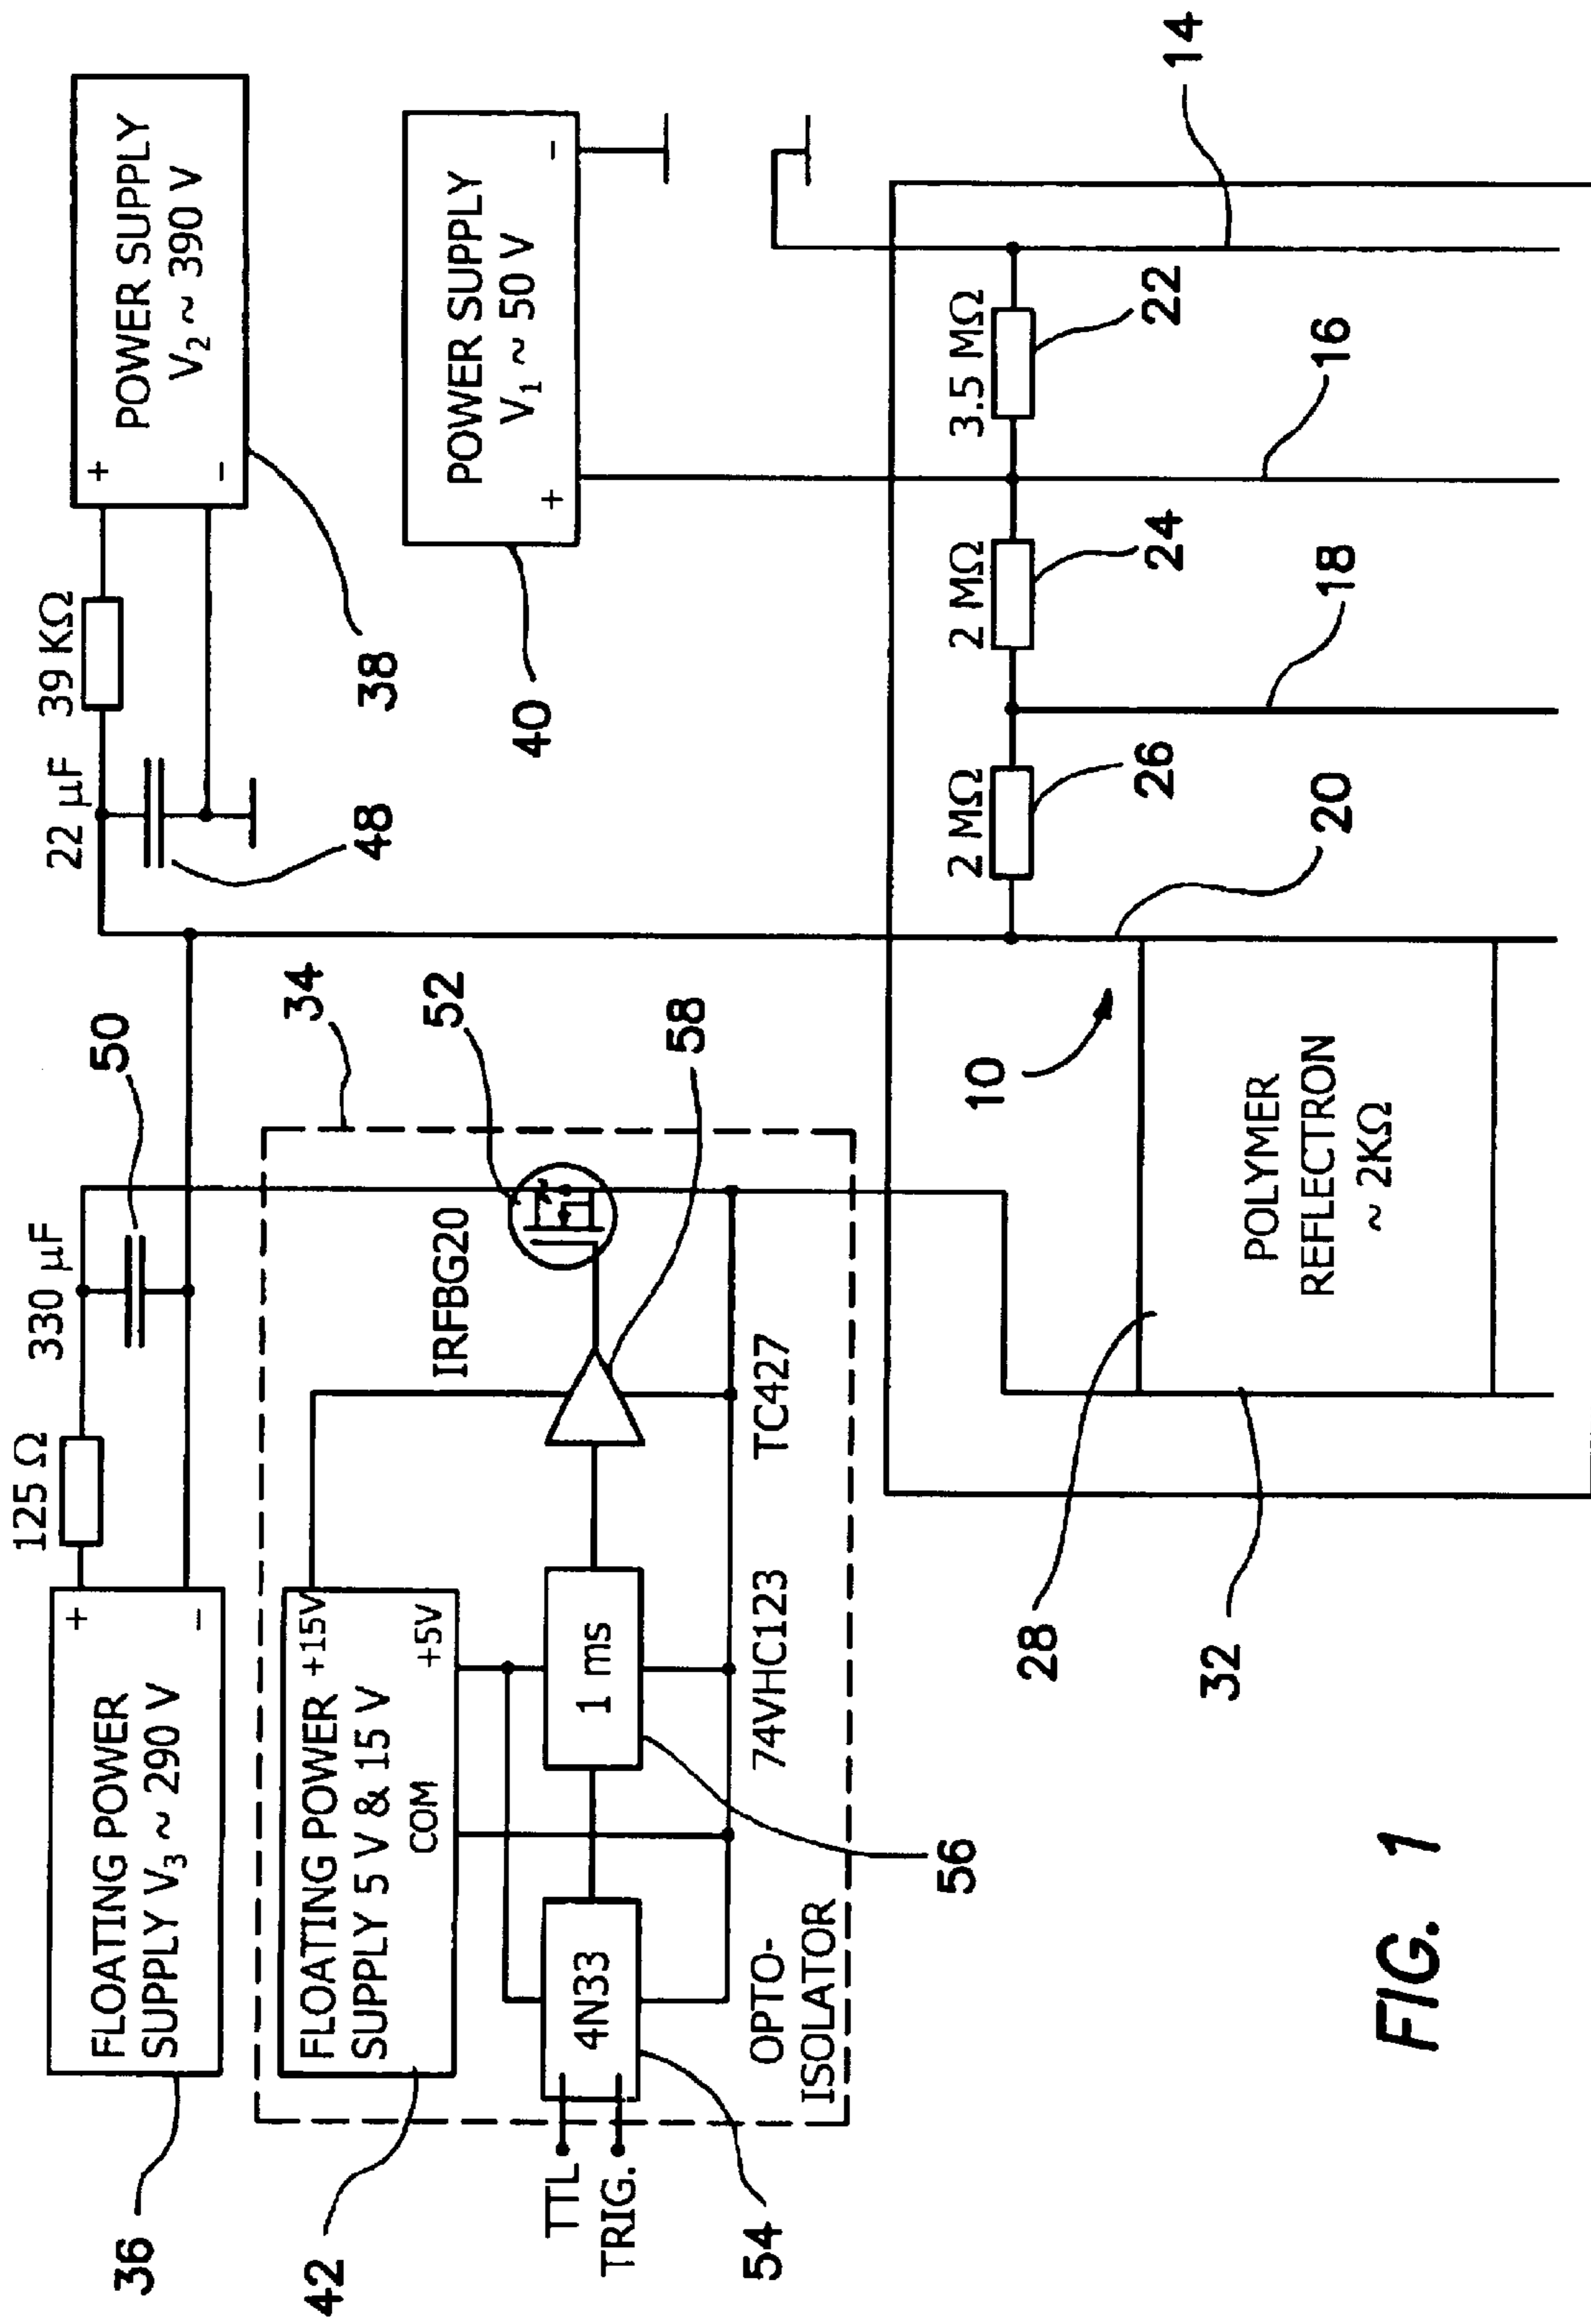 36
FLOATING POWER
SUPPLY V₃ ~ 290 V
+
−
125 Ω
330 µF
50
22 µF
48
39 KΩ
+
−
POWER SUPPLY
V₂ ~ 390 V
38
42
FLOATING POWER
SUPPLY 5 V & 15 V
+15V
+5V
COM
34
52
IRFBG20
58
TTL
TRIG.
4N33
1 ms
54
OPTO-
ISOLATOR
56
74VHC123
TC427
40
POWER SUPPLY
V₁ ~ 50 V
+
−
10
2 MΩ
26
2 MΩ
24
3.5 MΩ
22
20
18
16
14
28
32
POLYMER
REFLECTRON
~ 2KΩ
FIG. 1